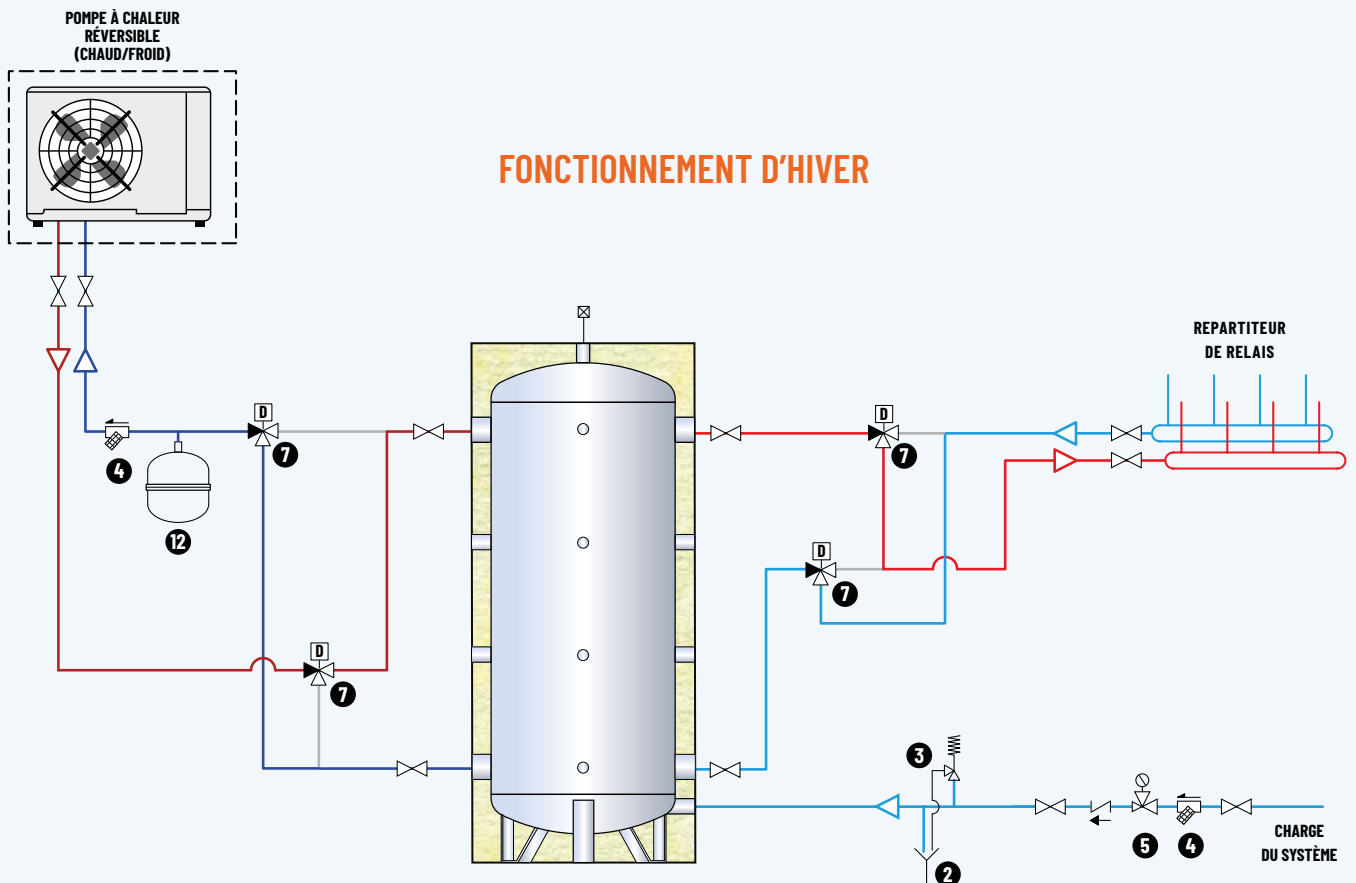 POMPE À CHALEUR
RÉVERSIBLE
(CHAUD/FROID)
FONCTIONNEMENT D'HIVER
REPARTITEUR
DE RELAIS
D
7
4
12
D
7
D
7
D
7
3
5
4
2
CHARGE
DU SYSTÈME